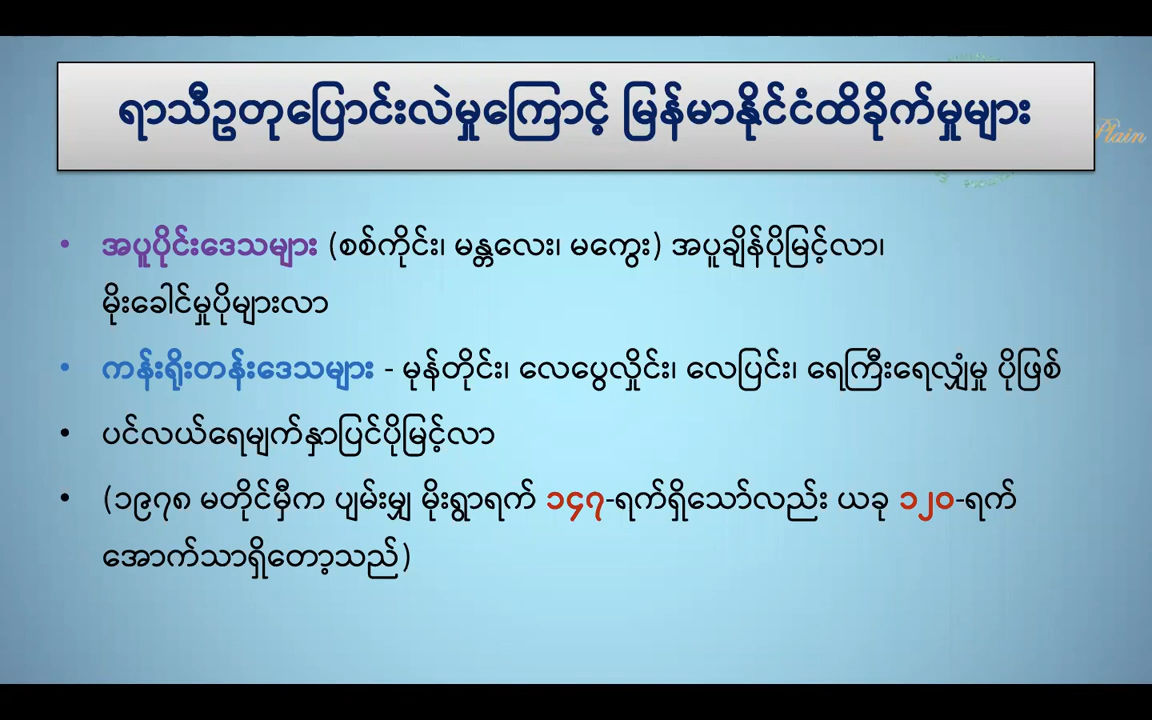 ရာသီဥတုပြောင်းလဲမှုကြောင့် မြန်မာနိုင်ငံထိခိုက်မှုများ
Plain
• အပူပိုင်းဒေသများ (စစ်ကိုင်း၊ မန္တလေး၊ မကွေး) အပူချိန်ပိုမြင့်လာ၊
မိုးခေါင်မှုပိုများလာ
• ကန်းရိုးတန်းဒေသများ - မုန်တိုင်း၊ လေပွေလှိုင်း၊ လေပြင်း၊ ရေကြီးရေလျှံမှု ပိုဖြစ်
• ပင်လယ်ရေမျက်နှာပြင်ပိုမြင့်လာ
• (၁၉၇၈ မတိုင်မှီက ပျမ်းမျှ မိုးရွာရက် ၁၄၇-ရက်ရှိသော်လည်း ယခု ၁၂၀-ရက်
အောက်သာရှိတော့သည်)